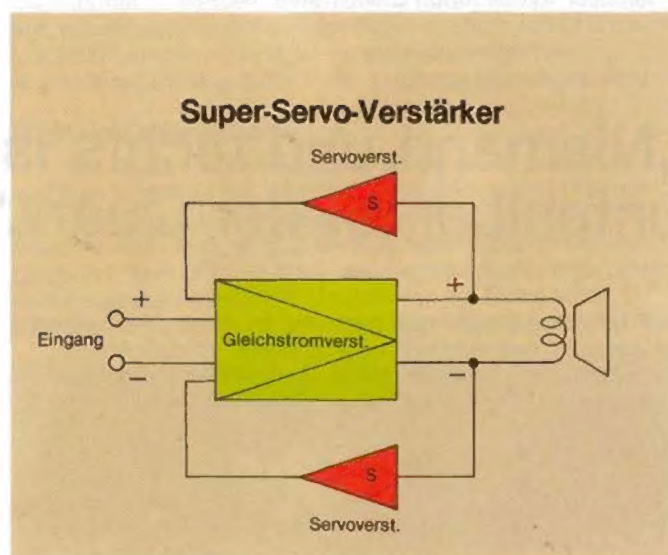 Super-Servo-Verstärker
Servoverst.
S
+
+
Eingang
Gleichstromverst.
−
−
S
Servoverst.